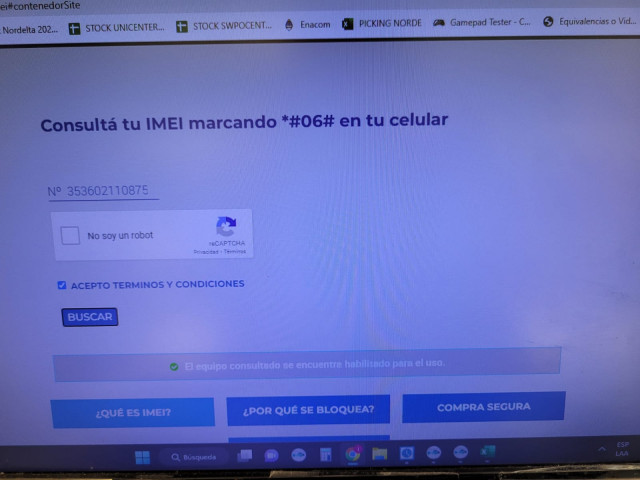 ei#contenedorSite
Nordelta 202... STOCK UNICENTER... STOCK SWPOCENT... Enacom PICKING NORDE Gamepad Tester - C... Equivalencias o Vid...
Consultá tu IMEI marcando *#06# en tu celular
Nº 353602110875
No soy un robot
reCAPTCHA
Privacidad - Términos
ACEPTO TERMINOS Y CONDICIONES
BUSCAR
El equipo consultado se encuentra habilitado para el uso.
¿QUÉ ES IMEI? ¿POR QUÉ SE BLOQUEA? COMPRA SEGURA
Búsqueda
ESP
LAA